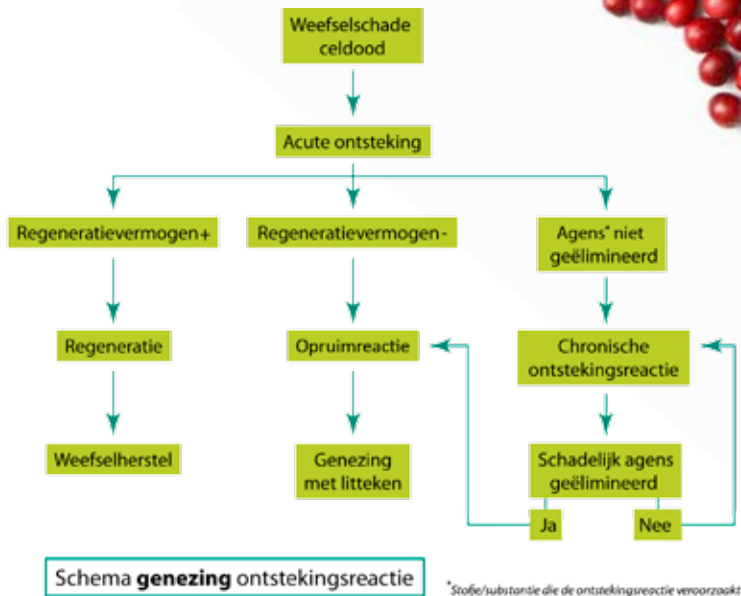 Weefselschade
celdood
Acute ontsteking
Regeneratievermogen+
Regeneratievermogen-
Agens* niet
geëlimineerd
Regeneratie
Opruimreactie
Chronische
ontstekingsreactie
Weefselherstel
Genezing
met litteken
Schadelijk agens
geëlimineerd
Ja
Nee
Schema genezing ontstekingsreactie
*Stofje/substantie die de ontstekingsreactie veroorzaakt